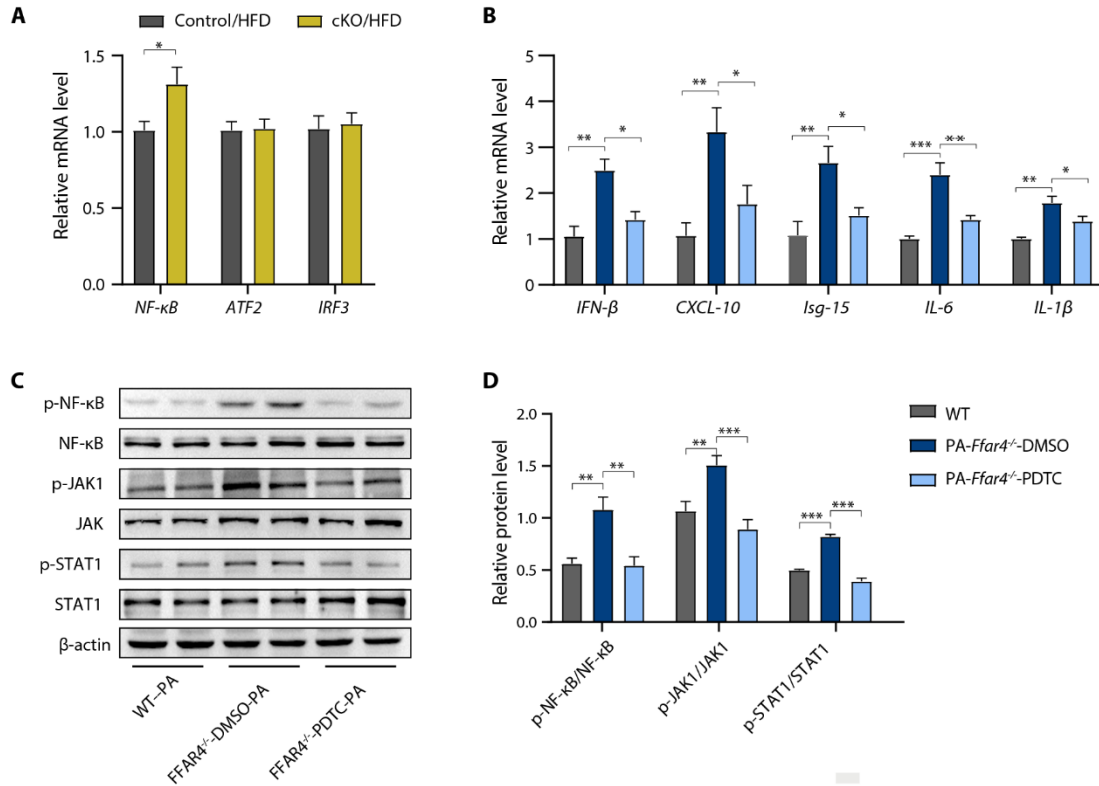 A
Control/HFD
cKO/HFD
Relative mRNA level
1.5
1.0
0.5
0.0
*
NF-κB
ATF2
IRF3
B
Relative mRNA level
5
4
3
2
1
0
** *
** *
** *
*** **
** *
IFN-β
CXCL-10
Isg-15
IL-6
IL-1β
C
p-NF-κB
NF-κB
p-JAK1
JAK
p-STAT1
STAT1
β-actin
WT--PA
FFAR4-/--DMSO-PA
FFAR4-/--PDTC-PA
D
Relative protein level
2.0
1.5
1.0
0.5
0.0
** **
** ***
*** ***
p-NF-κB/NF-κB
p-JAK1/JAK1
p-STAT1/STAT1
WT
PA-Ffar4-/--DMSO
PA-Ffar4-/--PDTC